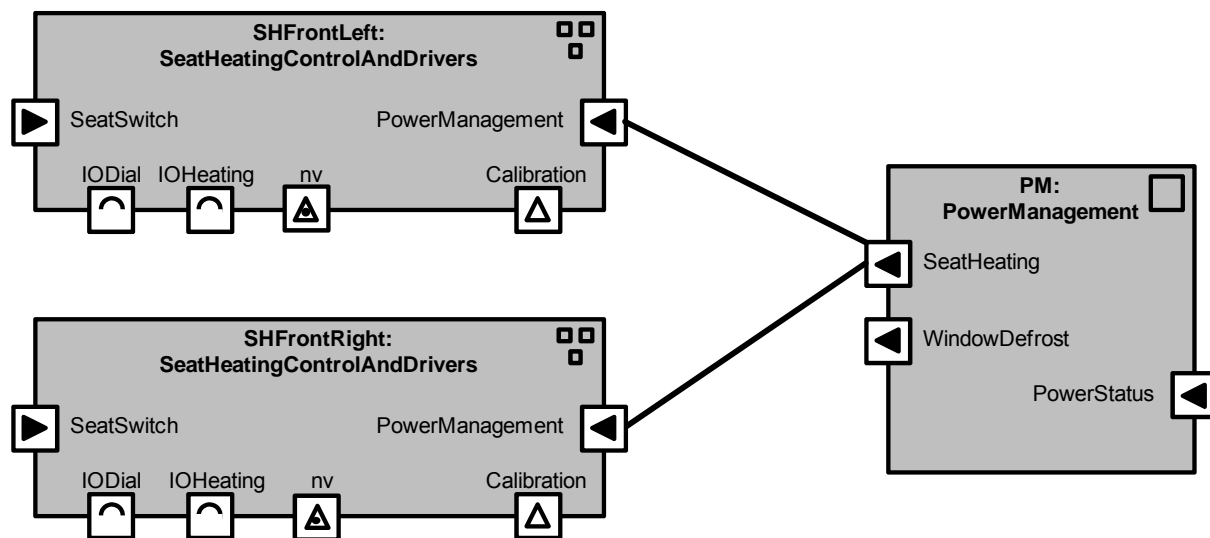 SHFrontLeft:
SeatHeatingControlAndDrivers
SeatSwitch
PowerManagement
IODial
IOHeating
nv
Calibration
PM:
PowerManagement
SeatHeating
WindowDefrost
PowerStatus
SHFrontRight:
SeatHeatingControlAndDrivers
SeatSwitch
PowerManagement
IODial
IOHeating
nv
Calibration